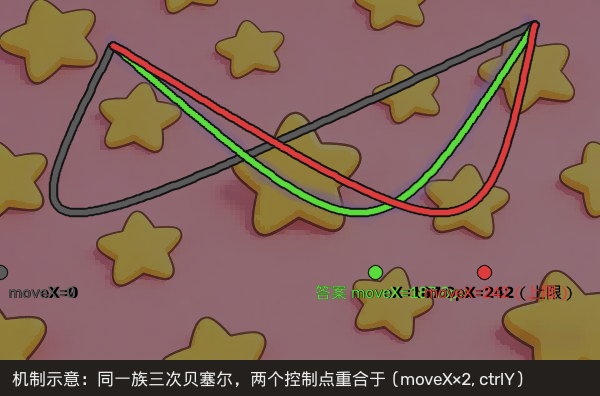 moveX=0
答案 moveX=187
moveX=242（上限）
机制示意：同一族三次贝塞尔，两个控制点重合于（moveX×2, ctrlY）